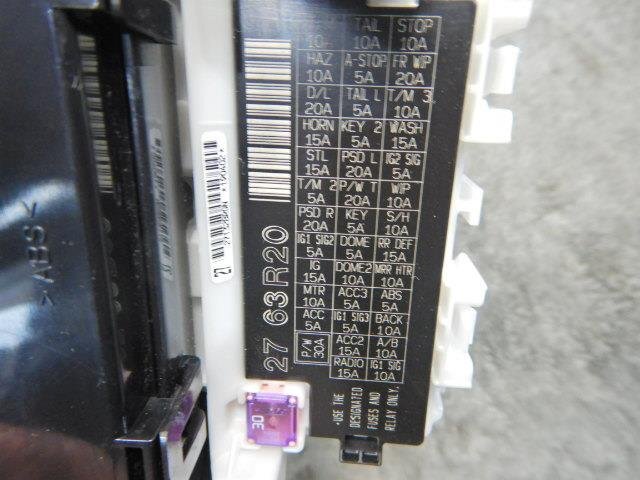 TAIL STOP
10A 10A 10A
HAZ A-STOP FR WIP
10A 5A 20A
D/L TAIL L T/M 3
20A 5A 10A
HORN KEY 2 WASH
15A 5A 15A
STL PSD L IG2 SIG
15A 20A 5A
T/M 2 P/W T WIP
5A 20A 10A
PSD R KEY S/H
20A 5A 10A
IG1 SIG2 DOME RR DEF
5A 5A 15A
IG DOME2 MRR HTR
15A 10A 10A
MTR ACC3 ABS
10A 5A 5A
ACC IG1 SIG3 BACK
5A 5A 10A
P/W 30A ACC2 A/B
15A 10A
RADIO IG1 SIG
15A 10A
•USE THE
DESIGNATED
FUSES AND
RELAY ONLY.
27 63R20
>ABS<
30